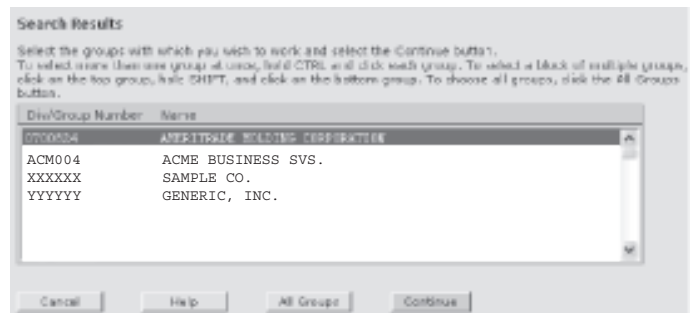 Search Results
Select the groups with which you wish to work and select the Continue button.
To select more than one group at once, hold CTRL and click each group. To select a block of multiple groups,
click on the top group, hold SHIFT, and click on the bottom group. To choose all groups, click the All Groups
button.
Div/Group Number Name
0700824 AMERITRADE HOLDING CORPORATION
ACM004 ACME BUSINESS SVS.
XXXXXX SAMPLE CO.
YYYYYY GENERIC, INC.
Cancel Help All Groups Continue